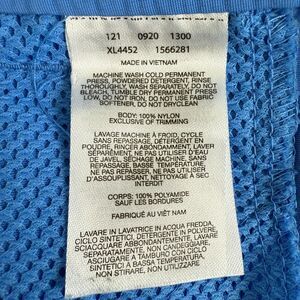 121 0920 1300
XL4452 1566281
MADE IN VIETNAM
MACHINE WASH COLD PERMANENT
PRESS, POWDERED DETERGENT, RINSE
THOROUGHLY, WASH SEPARATELY, DO NOT
BLEACH, TUMBLE DRY PERMANENT PRESS
LOW, DO NOT IRON, DO NOT USE FABRIC
SOFTENER, DO NOT DRYCLEAN
BODY: 100% NYLON
EXCLUSIVE OF TRIMMING
LAVAGE MACHINE À FROID, CYCLE
SANS REPASSAGE, DÉTERGENT EN
POUDRE, RINCER ABONDAMMENT, LAVER
SÉPARÉMENT, NE PAS UTILISER D'EAU
DE JAVEL, SÉCHAGE MACHINE, SANS
REPASSAGE, BASSE TEMPÉRATURE,
NE PAS REPASSER, NE PAS UTILISER
D'ASSOUPLISSANT, NETTOYAGE À SEC
INTERDIT
CORPS: 100% POLYAMIDE
SAUF LES BORDURES
FABRIQUÉ AU VIÊT NAM
LAVARE IN LAVATRICE IN ACQUA FREDDA,
CICLO SINTETICI, DETERGENTE IN POLVERE,
SCIACQUARE ABBONDANTEMENTE, LAVARE
SEPARATAMENTE, NON CANDEGGIARE,
ASCIUGARE A TAMBURO CON CICLO
SINTETICI A BASSA TEMPERATURA,
NON STIRARE, NON USARE